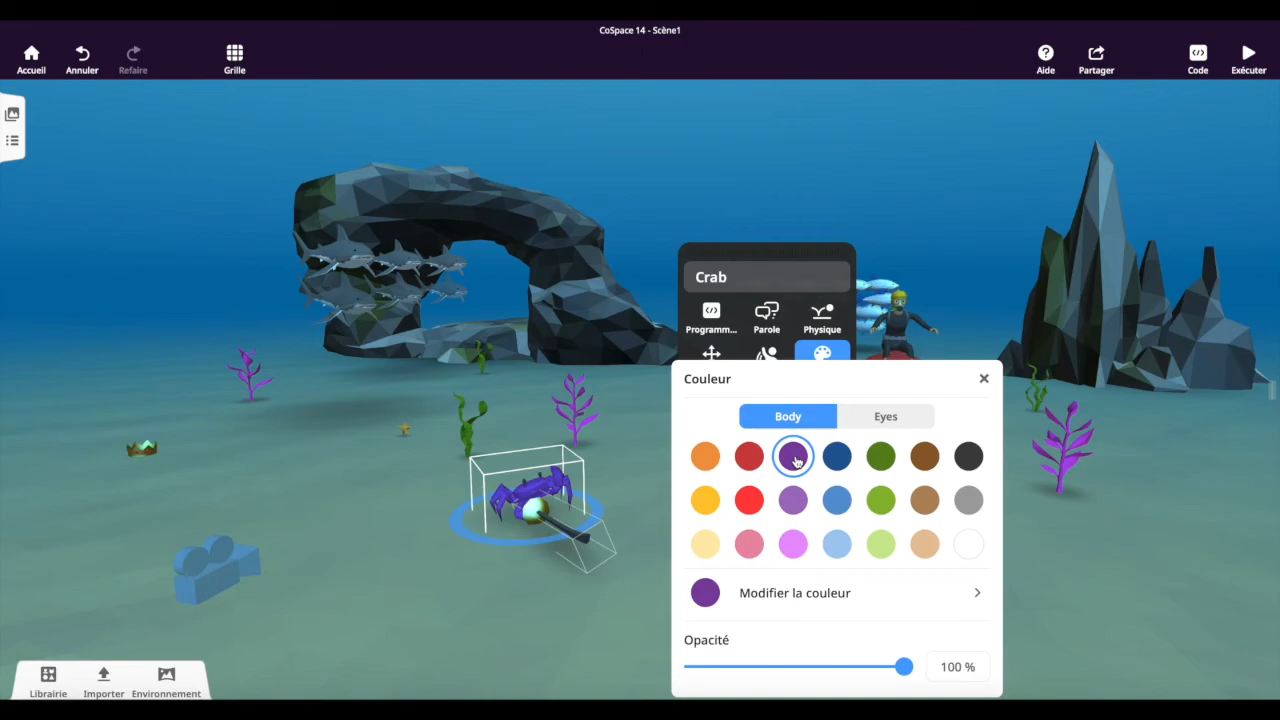 CoSpace 14 - Scène1
Accueil
Annuler
Refaire
Grille
Aide
Partager
Code
Exécuter
Crab
Programm...
Parole
Physique
Couleur
Body
Eyes
Modifier la couleur
Opacité
100 %
Librairie
Importer
Environnement